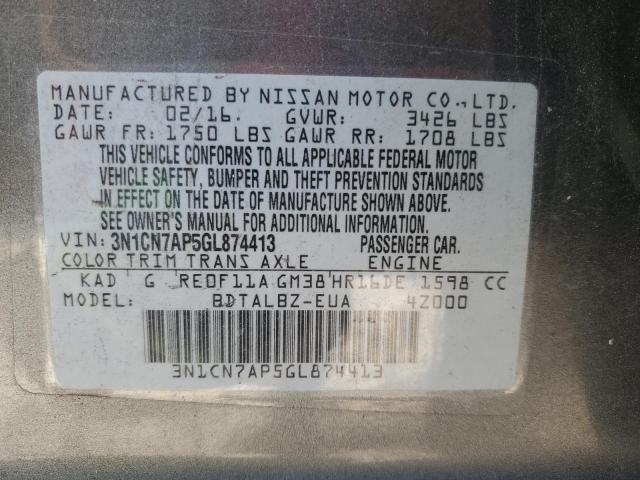 MANUFACTURED BY NISSAN MOTOR CO., LTD.
DATE: 02/16. GVWR: 3426 LBS
GAWR FR: 1750 LBS GAWR RR: 1708 LBS
THIS VEHICLE CONFORMS TO ALL APPLICABLE FEDERAL MOTOR
VEHICLE SAFETY, BUMPER AND THEFT PREVENTION STANDARDS
IN EFFECT ON THE DATE OF MANUFACTURE SHOWN ABOVE.
SEE OWNER'S MANUAL FOR ADDITIONAL INFORMATION.
VIN: 3N1CN7AP5GL874413 PASSENGER CAR.
COLOR TRIM TRANS AXLE ENGINE
KAD G RE0F11A GM38 HR16DE 1598 CC
MODEL: BDTALBZ-EUA 4Z000
3N1CN7AP5GL874413